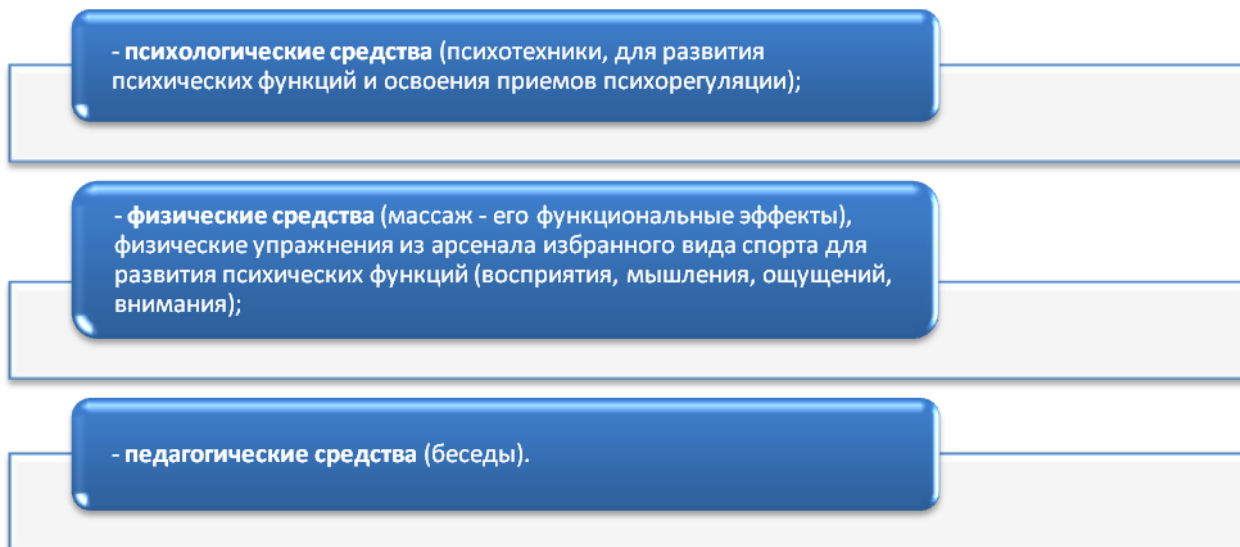 - психологические средства (психотехники, для развития
психических функций и освоения приемов психорегуляции);
- физические средства (массаж - его функциональные эффекты),
физические упражнения из арсенала избранного вида спорта для
развития психических функций (восприятия, мышления, ощущений,
внимания);
- педагогические средства (беседы).